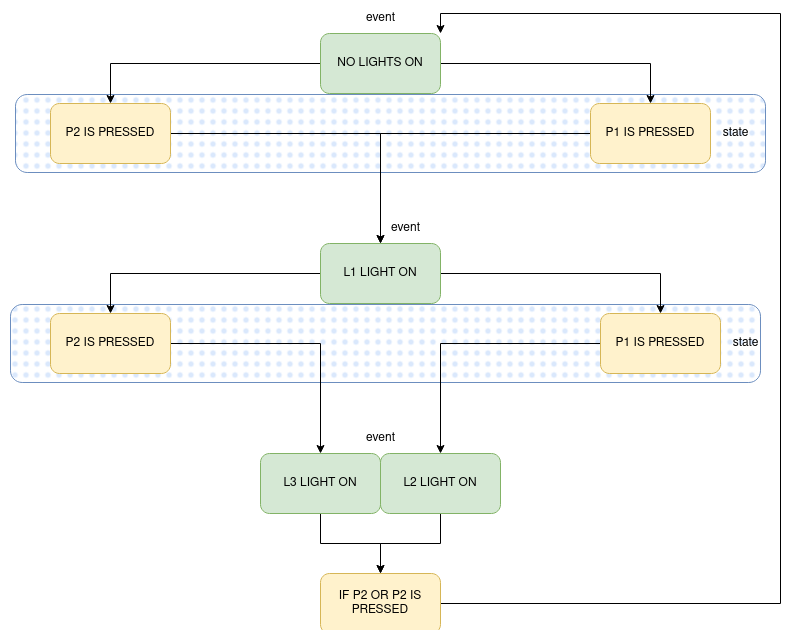 event
NO LIGHTS ON
P2 IS PRESSED
P1 IS PRESSED
state
event
L1 LIGHT ON
P2 IS PRESSED
P1 IS PRESSED
state
event
L3 LIGHT ON
L2 LIGHT ON
IF P2 OR P2 IS
PRESSED